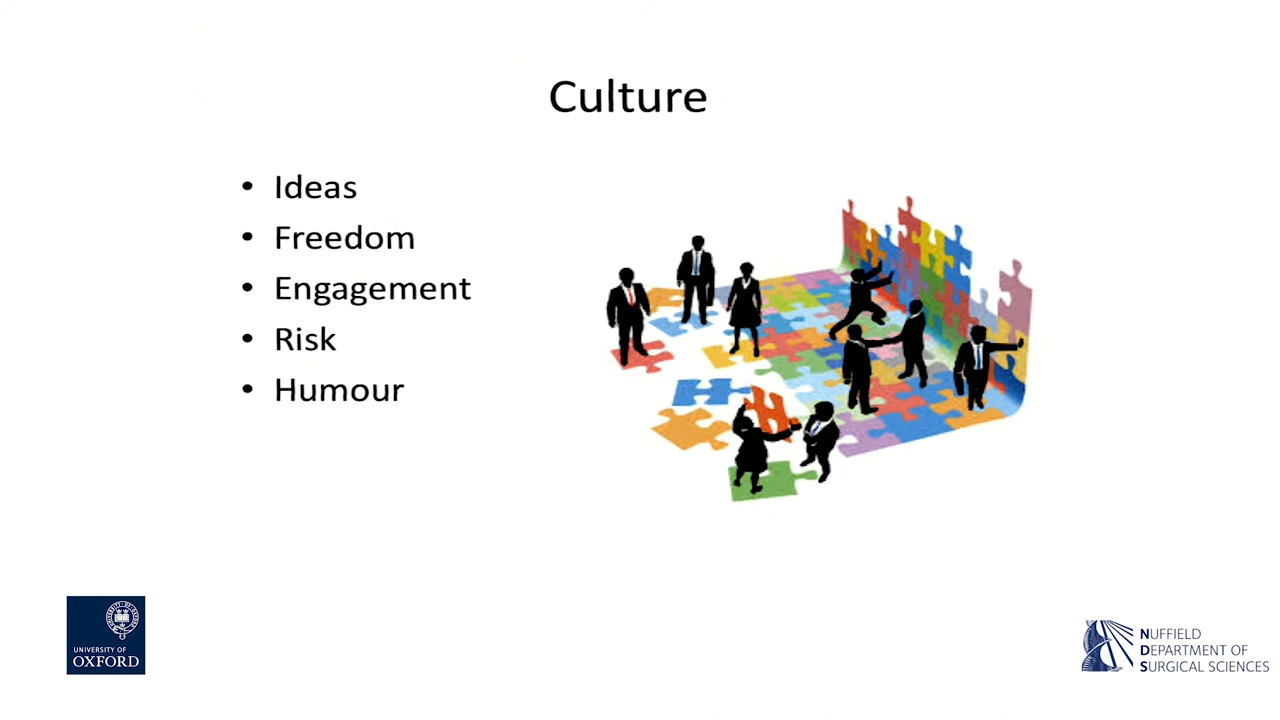 Culture
• Ideas
• Freedom
• Engagement
• Risk
• Humour
UNIVERSITY OF
OXFORD
NUFFIELD
DEPARTMENT OF
SURGICAL SCIENCES